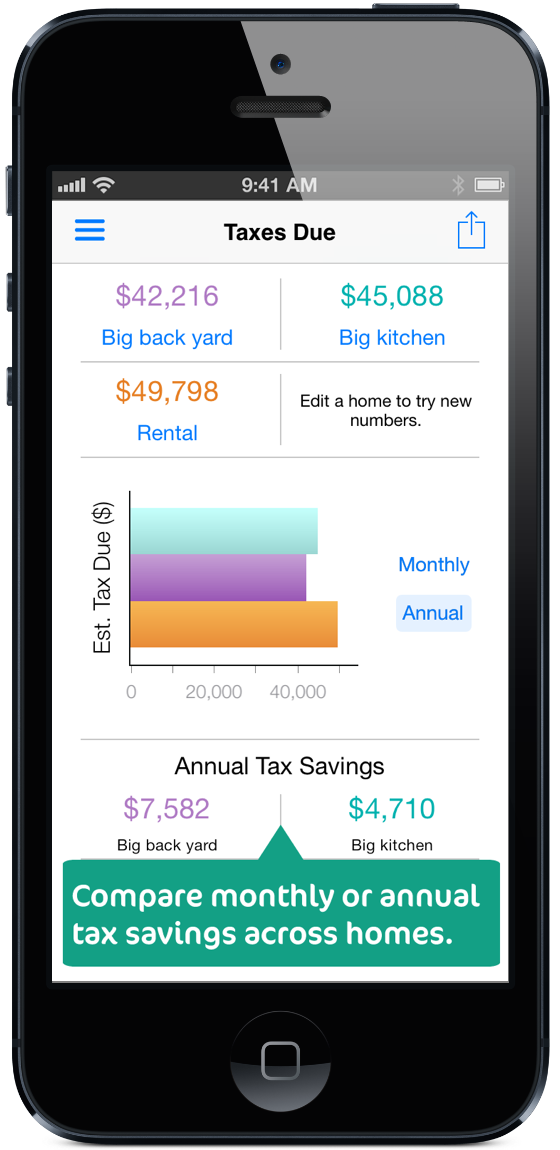 9:41 AM
Taxes Due
$42,216
Big back yard
$45,088
Big kitchen
$49,798
Rental
Edit a home to try new
numbers.
Est. Tax Due ($)
Monthly
Annual
0 20,000 40,000
Annual Tax Savings
$7,582
Big back yard
$4,710
Big kitchen
Compare monthly or annual
tax savings across homes.